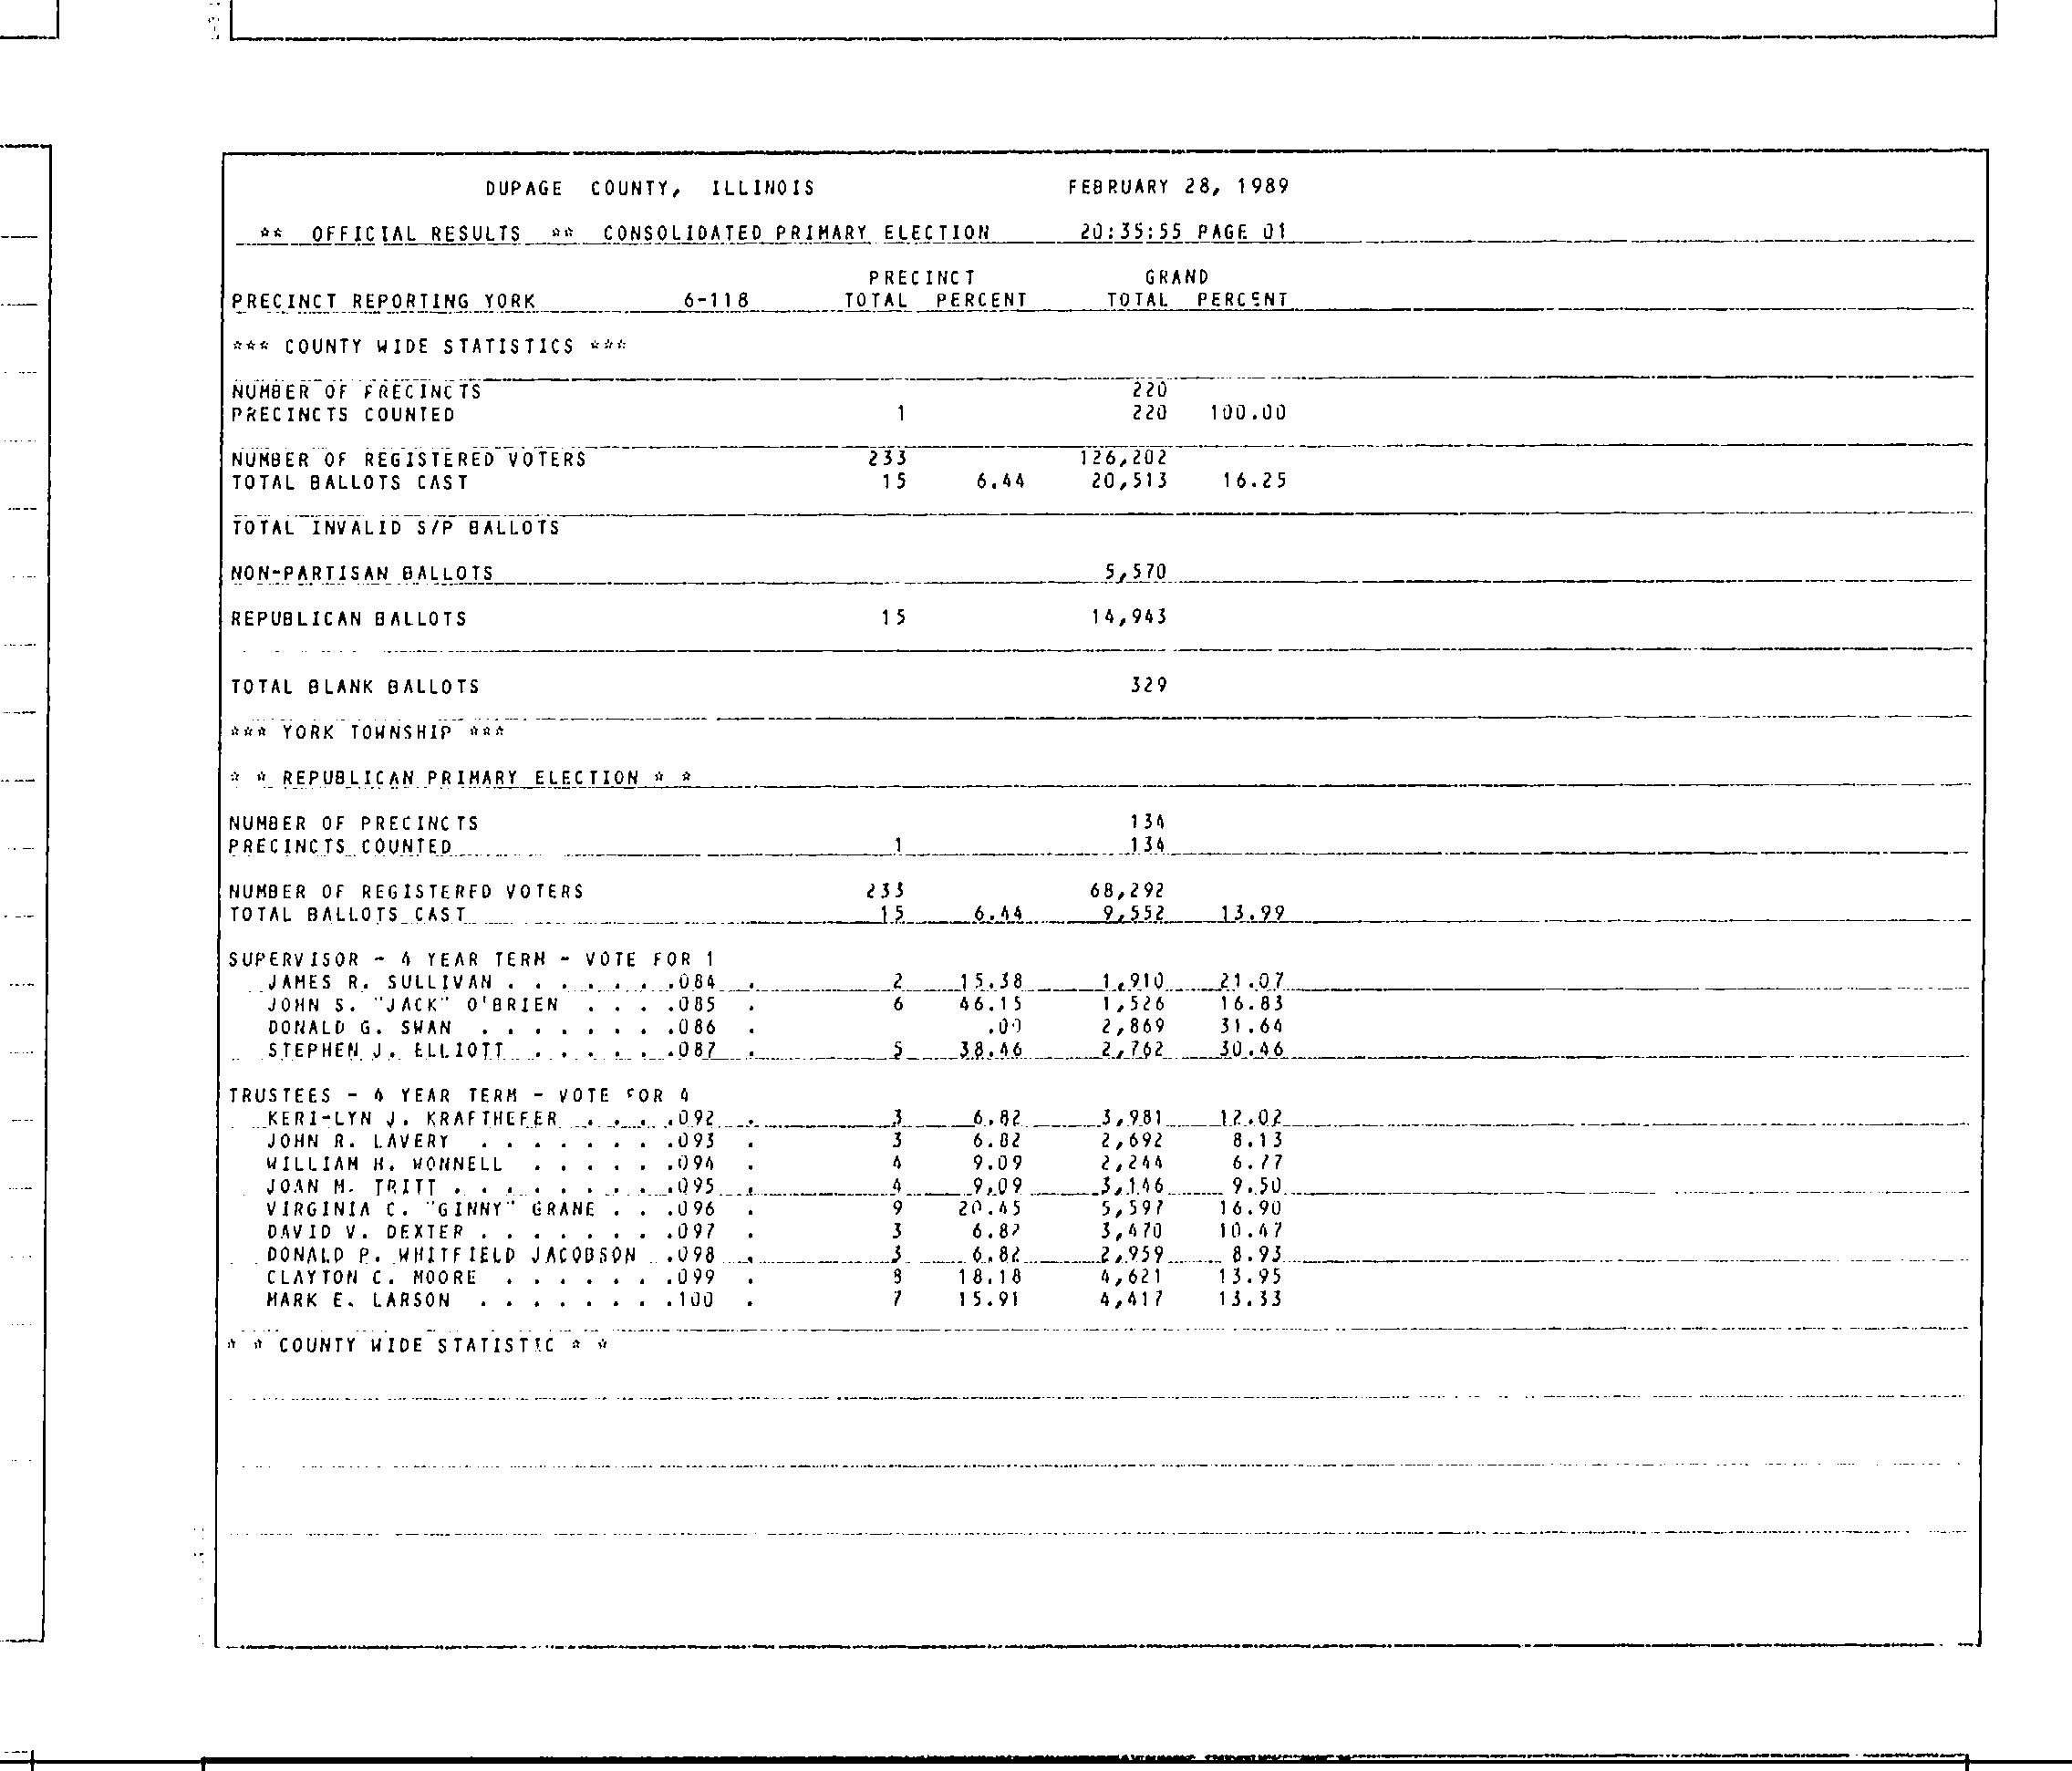 DUPAGE COUNTY, ILLINOIS FEBRUARY 28, 1989
** OFFICIAL RESULTS ** CONSOLIDATED PRIMARY ELECTION 20:35:55 PAGE 01
PRECINCT GRAND
PRECINCT REPORTING YORK 6-118 TOTAL PERCENT TOTAL PERCENT
*** COUNTY WIDE STATISTICS ***
NUMBER OF PRECINCTS 220
PRECINCTS COUNTED 1 220 100.00
NUMBER OF REGISTERED VOTERS 233 126,202
TOTAL BALLOTS CAST 15 6.44 20,513 16.25
TOTAL INVALID S/P BALLOTS
NON-PARTISAN BALLOTS 5,570
REPUBLICAN BALLOTS 15 14,943
TOTAL BLANK BALLOTS 329
*** YORK TOWNSHIP ***
* * REPUBLICAN PRIMARY ELECTION * *
NUMBER OF PRECINCTS 134
PRECINCTS COUNTED 1 134
NUMBER OF REGISTERED VOTERS 233 68,292
TOTAL BALLOTS CAST 15 6.44 9,552 13.99
SUPERVISOR - 4 YEAR TERM - VOTE FOR 1
JAMES R. SULLIVAN . . . . . . .084 . 2 15.38 1,910 21.07
JOHN S. "JACK" O'BRIEN . . . .085 . 6 46.15 1,526 16.83
DONALD G. SWAN . . . . . . . .086 . .00 2,869 31.64
STEPHEN J. ELLIOTT . . . . . .087 . 5 38.46 2,762 30.46
TRUSTEES - 4 YEAR TERM - VOTE FOR 4
KERI-LYN J. KRAFTHEFER . . . .092 . 3 6.82 3,981 12.02
JOHN R. LAVERY . . . . . . . .093 . 3 6.82 2,692 8.13
WILLIAM H. WONNELL . . . . . .094 . 4 9.09 2,244 6.77
JOAN M. TRITT . . . . . . . . .095 . 4 9.09 3,146 9.50
VIRGINIA C. "GINNY" GRANE . . .096 . 9 20.45 5,597 16.90
DAVID V. DEXTER . . . . . . . .097 . 3 6.82 3,470 10.47
DONALD P. WHITFIELD JACOBSON .098 . 3 6.82 2,959 8.93
CLAYTON C. MOORE . . . . . . .099 . 8 18.18 4,621 13.95
MARK E. LARSON . . . . . . . .100 . 7 15.91 4,417 13.33
* * COUNTY WIDE STATISTIC * *